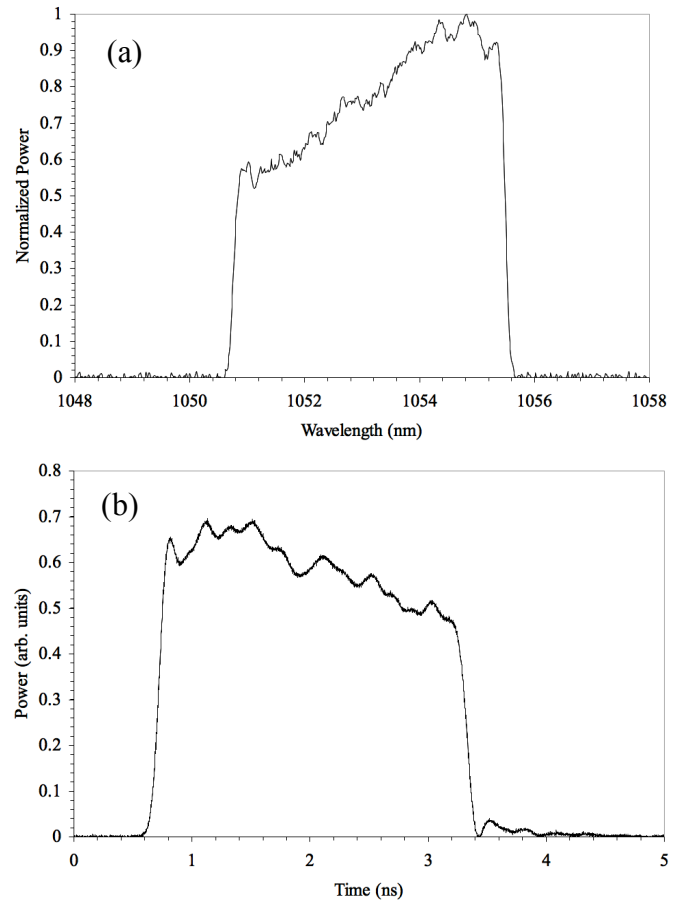 (a)
Normalized Power
1
0.9
0.8
0.7
0.6
0.5
0.4
0.3
0.2
0.1
0
1048 1050 1052 1054 1056 1058
Wavelength (nm)
(b)
Power (arb. units)
0.8
0.7
0.6
0.5
0.4
0.3
0.2
0.1
0
0 1 2 3 4 5
Time (ns)